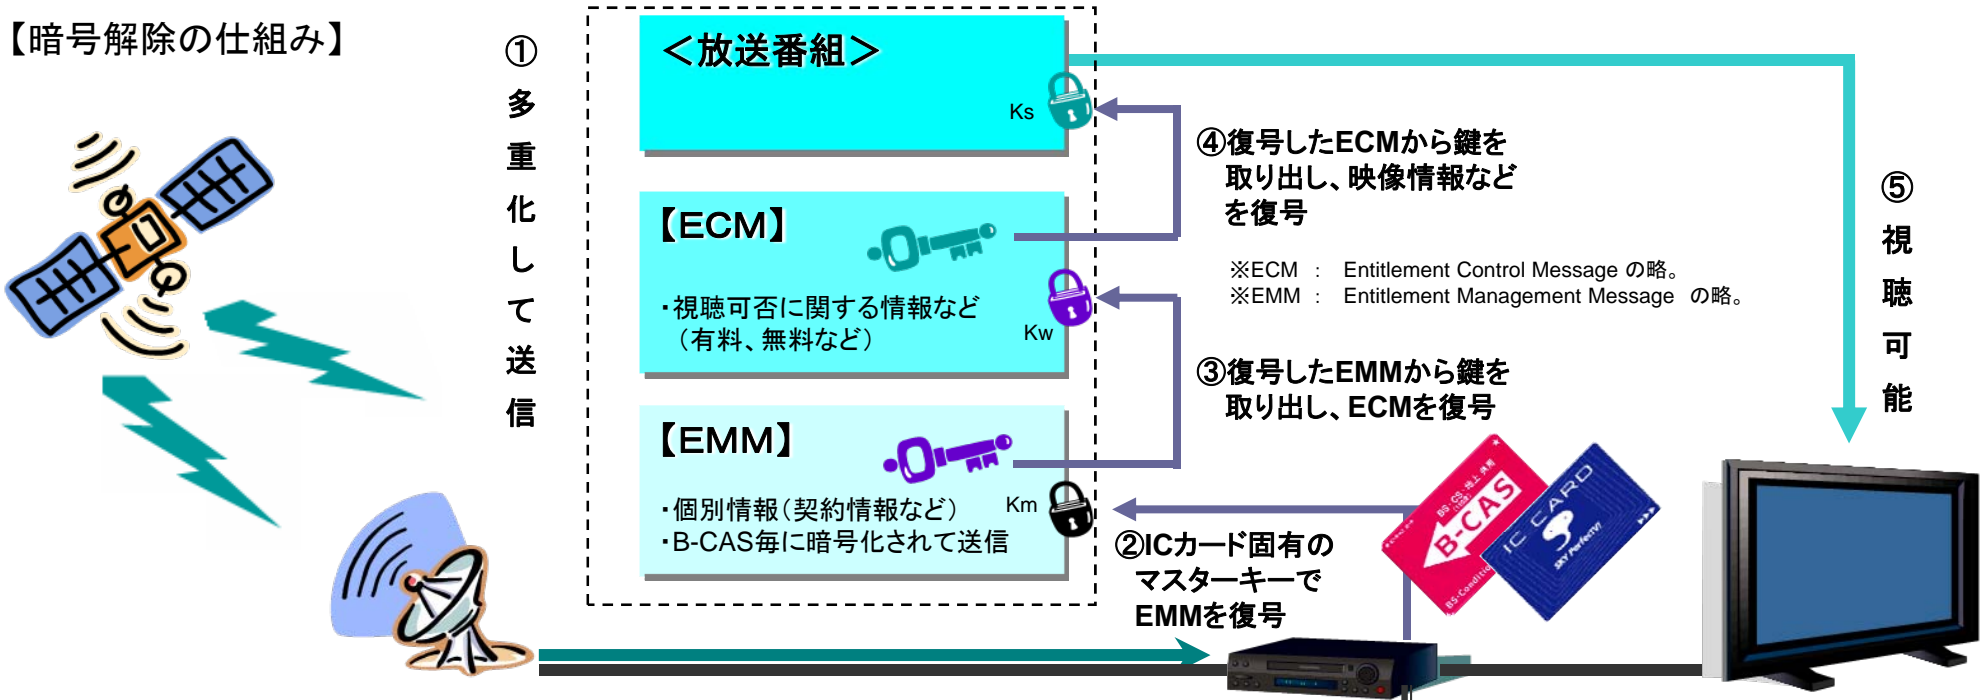 【暗号解除の仕組み】
①多重化して送信
＜放送番組＞
Ks
【ECM】
・視聴可否に関する情報など
（有料、無料など）
Kw
【EMM】
・個別情報（契約情報など）
・B-CAS毎に暗号化されて送信
Km
②ICカード固有の
マスターキーで
EMMを復号
③復号したEMMから鍵を
取り出し、ECMを復号
④復号したECMから鍵を
取り出し、映像情報など
を復号
※ECM ： Entitlement Control Message の略。
※EMM ： Entitlement Management Message の略。
⑤視聴可能
BS・CS・地上 共用
B-CAS
IC CARD
SKY PerfecTV!